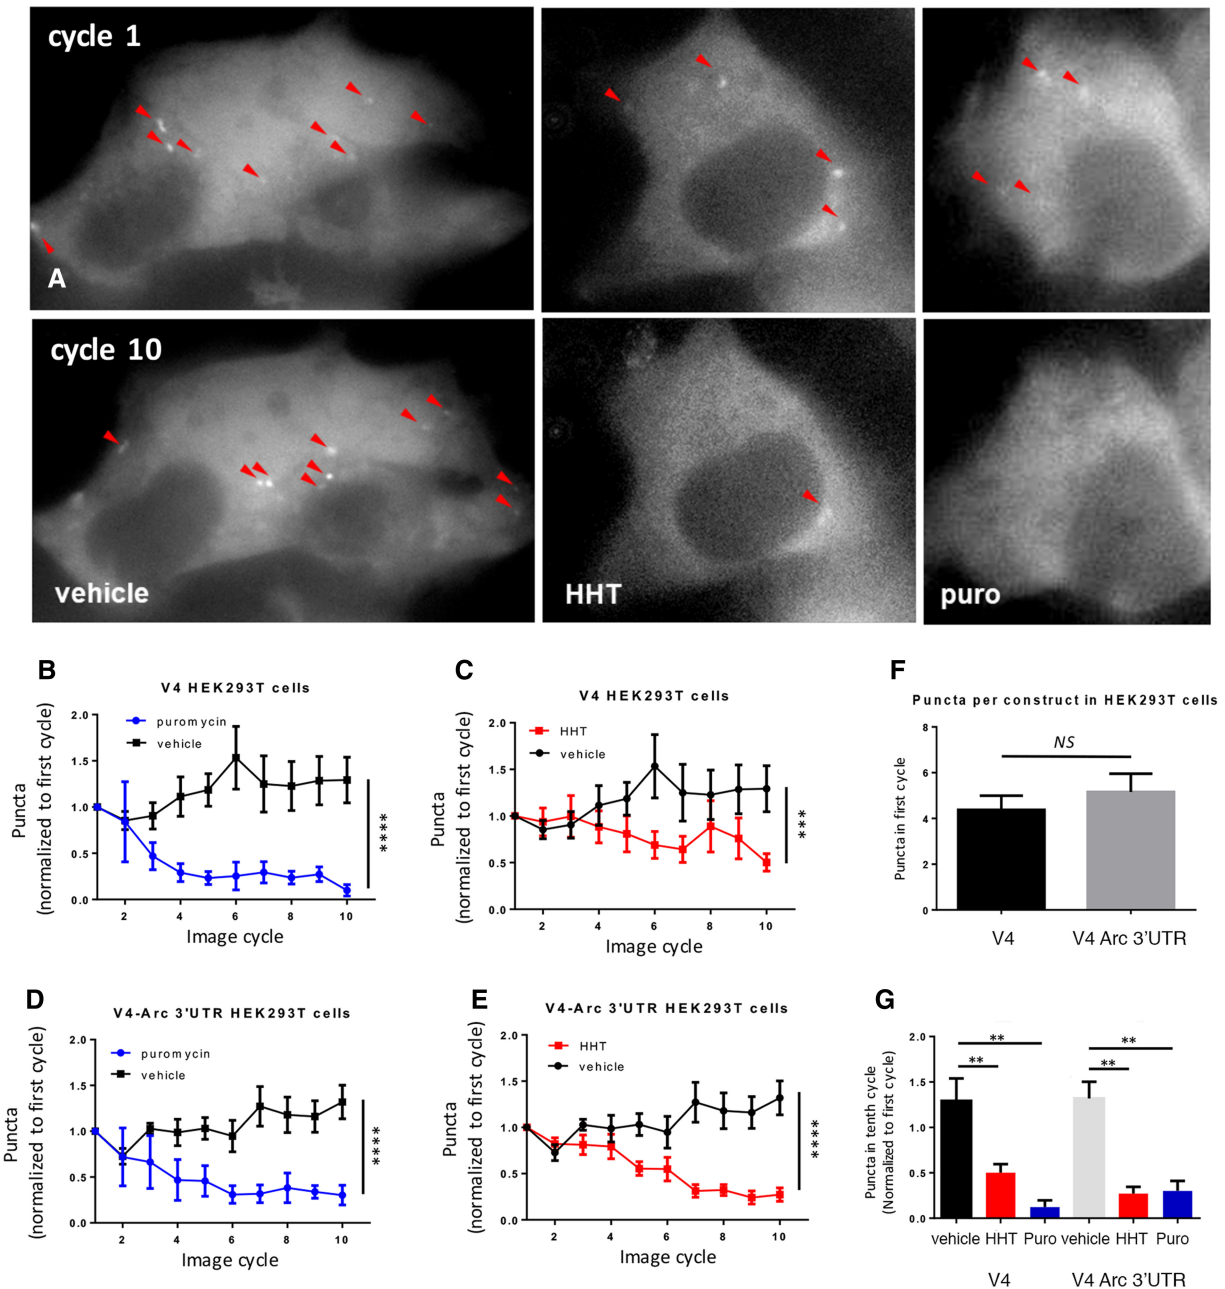 cycle 1
A
cycle 10
vehicle
HHT
puro
B
V4 HEK293T cells
Puncta
(normalized to first cycle)
2.0
1.5
1.0
0.5
0.0
puromycin
vehicle
****
2 4 6 8 10
Image cycle
C
V4 HEK293T cells
Puncta
(normalized to first cycle)
2.0
1.5
1.0
0.5
0.0
HHT
vehicle
***
2 4 6 8 10
Image cycle
F
Puncta per construct in HEK293T cells
Puncta in first cycle
8
6
4
2
0
NS
V4 V4 Arc 3'UTR
D
V4-Arc 3'UTR HEK293T cells
Puncta
(normalized to first cycle)
2.0
1.5
1.0
0.5
0.0
puromycin
vehicle
****
2 4 6 8 10
Image cycle
E
V4-Arc 3'UTR HEK293T cells
Puncta
(normalized to first cycle)
2.0
1.5
1.0
0.5
0.0
HHT
vehicle
****
2 4 6 8 10
Image cycle
G
Puncta in tenth cycle
(Normalized to first cycle)
2.0
1.5
1.0
0.5
0.0
**
**
**
**
vehicle HHT Puro vehicle HHT Puro
V4 V4 Arc 3'UTR